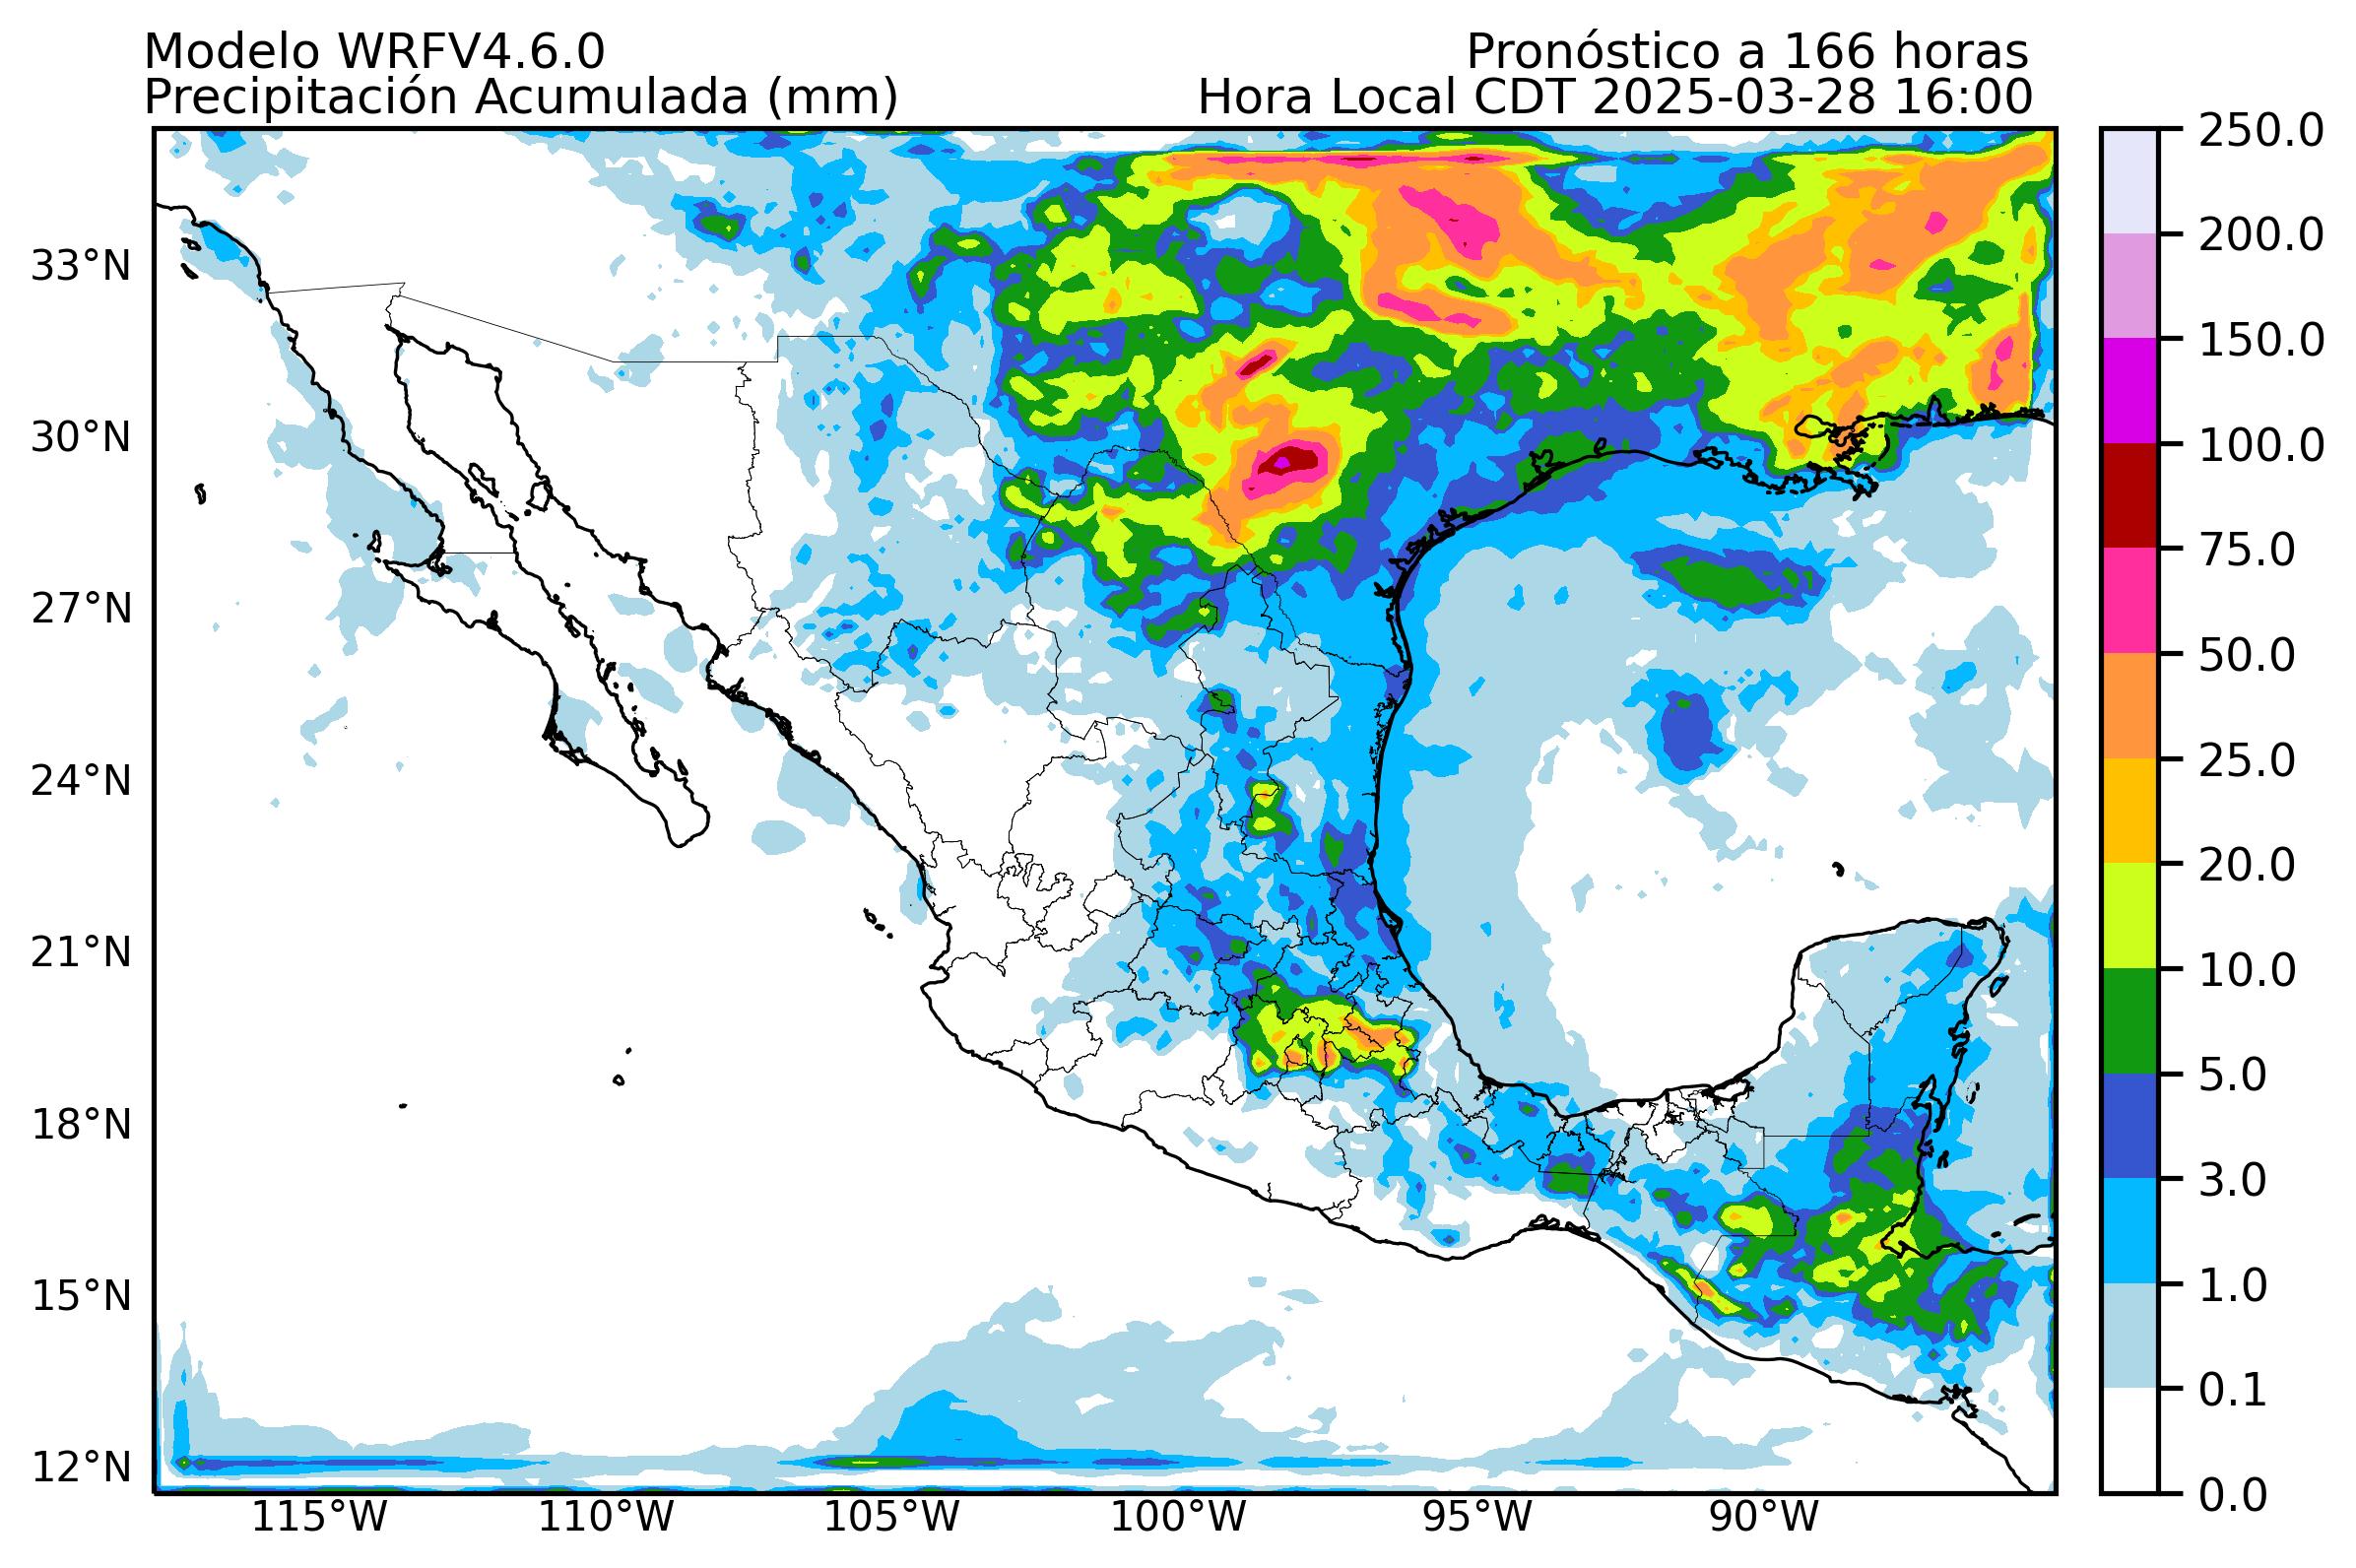 Modelo WRFV4.6.0
Pronóstico a 166 horas
Precipitación Acumulada (mm)
Hora Local CDT 2025-03-28 16:00
33°N
30°N
27°N
24°N
21°N
18°N
15°N
12°N
115°W
110°W
105°W
100°W
95°W
90°W
250.0
200.0
150.0
100.0
75.0
50.0
25.0
20.0
10.0
5.0
3.0
1.0
0.1
0.0